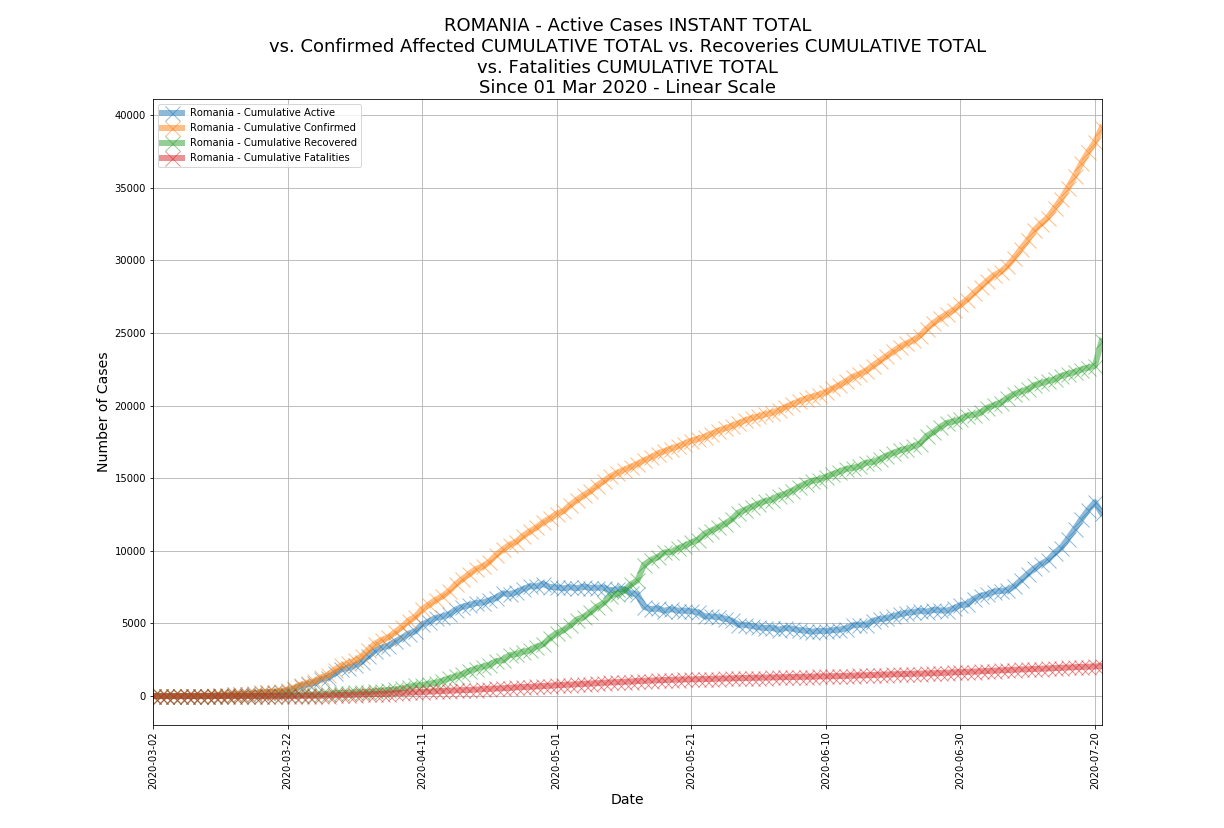 ROMANIA - Active Cases INSTANT TOTAL
vs. Confirmed Affected CUMULATIVE TOTAL vs. Recoveries CUMULATIVE TOTAL
vs. Fatalities CUMULATIVE TOTAL
Since 01 Mar 2020 - Linear Scale
Romania - Cumulative Active
Romania - Cumulative Confirmed
Romania - Cumulative Recovered
Romania - Cumulative Fatalities
Number of Cases
40000
35000
30000
25000
20000
15000
10000
5000
0
2020-03-02
2020-03-22
2020-04-11
2020-05-01
2020-05-21
2020-06-10
2020-06-30
2020-07-20
Date